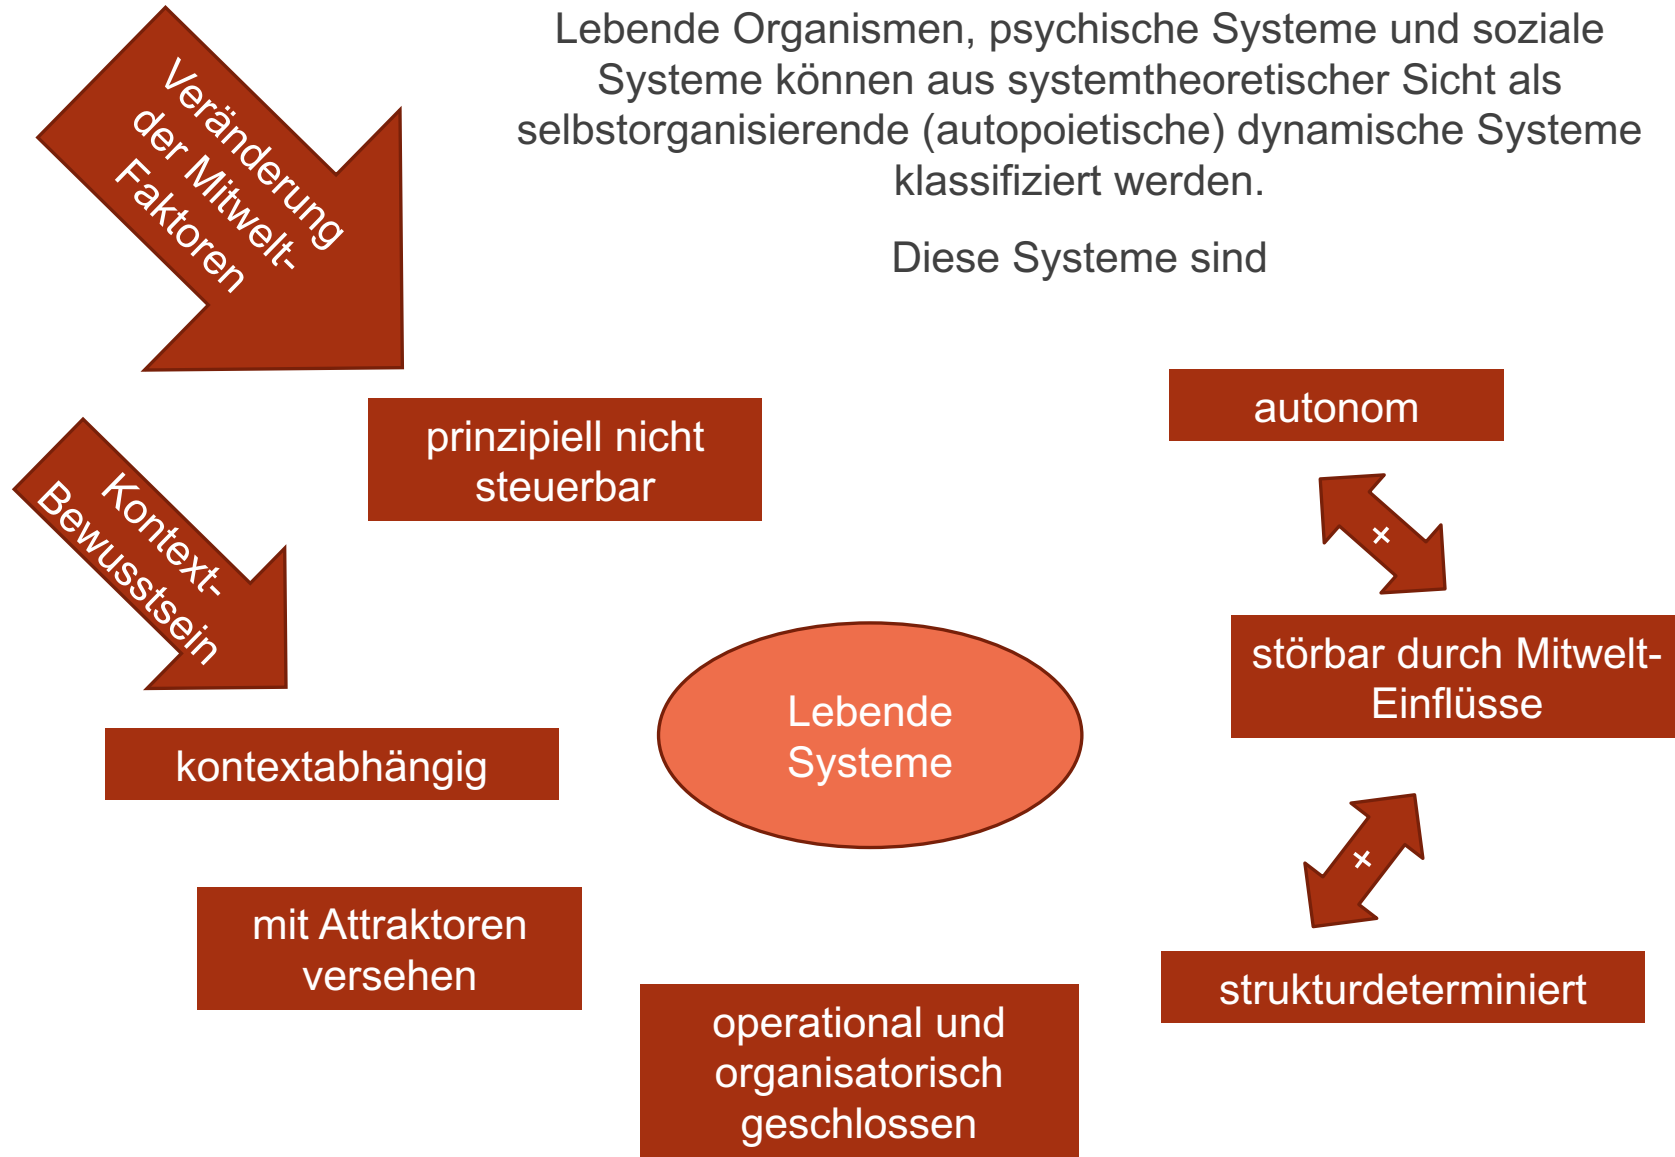 Lebende Organismen, psychische Systeme und soziale
Systeme können aus systemtheoretischer Sicht als
selbstorganisierende (autopoietische) dynamische Systeme
klassifiziert werden.
Diese Systeme sind
Veränderung
der Mitwelt-
Faktoren
prinzipiell nicht
steuerbar
autonom
Kontext-
Bewusstsein
+
störbar durch Mitwelt-
Einflüsse
Lebende
Systeme
kontextabhängig
+
mit Attraktoren
versehen
strukturdeterminiert
operational und
organisatorisch
geschlossen